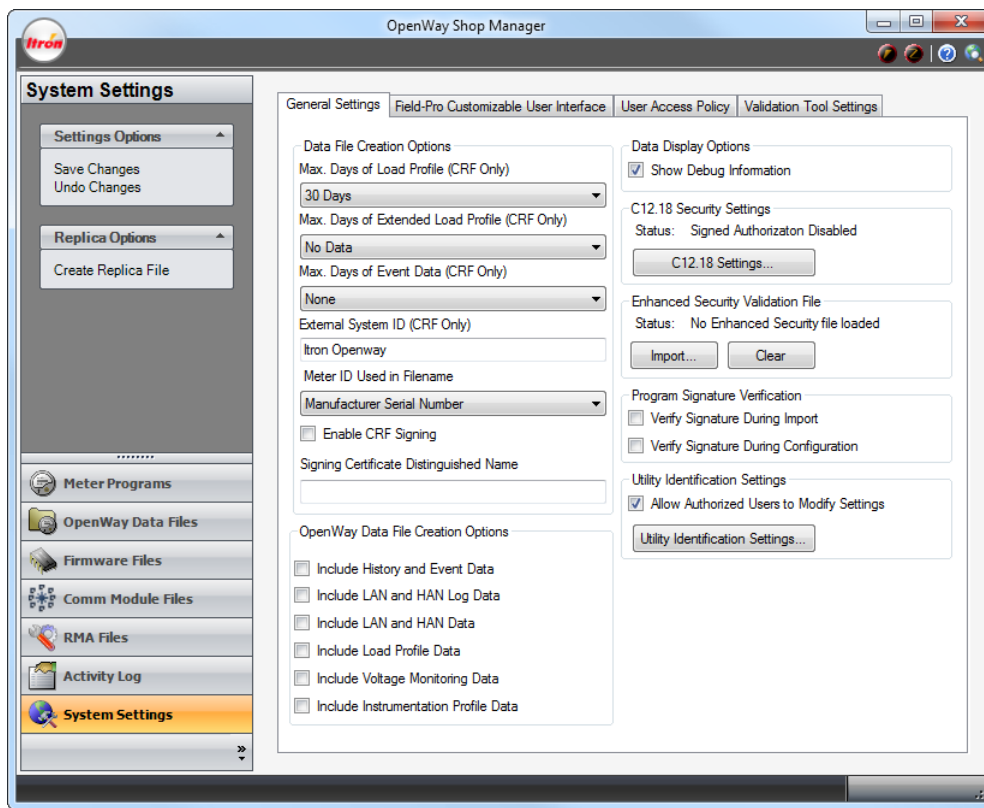 OpenWay Shop Manager
Itrón
System Settings
Settings Options
Save Changes
Undo Changes
Replica Options
Create Replica File
Meter Programs
OpenWay Data Files
Firmware Files
Comm Module Files
RMA Files
Activity Log
System Settings
General Settings
Field-Pro Customizable User Interface
User Access Policy
Validation Tool Settings
Data File Creation Options
Max. Days of Load Profile (CRF Only)
30 Days
Max. Days of Extended Load Profile (CRF Only)
No Data
Max. Days of Event Data (CRF Only)
None
External System ID (CRF Only)
Itron Openway
Meter ID Used in Filename
Manufacturer Serial Number
Enable CRF Signing
Signing Certificate Distinguished Name
OpenWay Data File Creation Options
Include History and Event Data
Include LAN and HAN Log Data
Include LAN and HAN Data
Include Load Profile Data
Include Voltage Monitoring Data
Include Instrumentation Profile Data
Data Display Options
Show Debug Information
C12.18 Security Settings
Status: Signed Authorizaton Disabled
C12.18 Settings...
Enhanced Security Validation File
Status: No Enhanced Security file loaded
Import...
Clear
Program Signature Verification
Verify Signature During Import
Verify Signature During Configuration
Utility Identification Settings
Allow Authorized Users to Modify Settings
Utility Identification Settings...